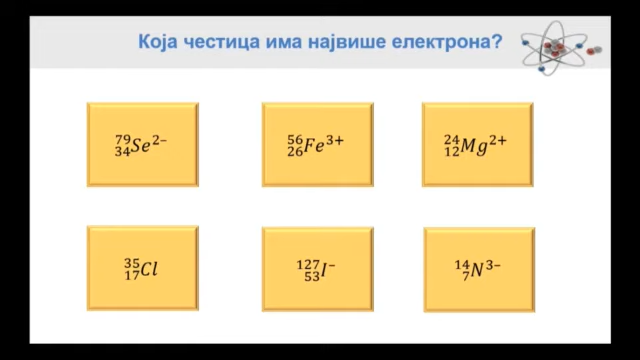 Која честица има највише електрона?
⁷⁹₃₄Se²⁻ ⁵⁶₂₆Fe³⁺ ²⁴₁₂Mg²⁺
³⁵₁₇Cl ¹²⁷₅₃I⁻ ¹⁴₇N³⁻